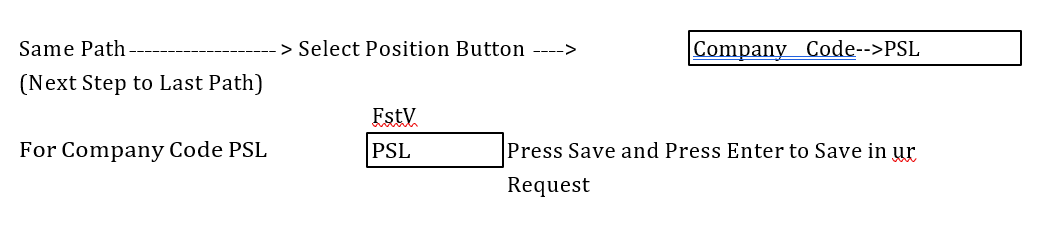 Same Path------------------- > Select Position Button ----> Company Code-->PSL
(Next Step to Last Path)
FstV
For Company Code PSL PSL Press Save and Press Enter to Save in ur
Request